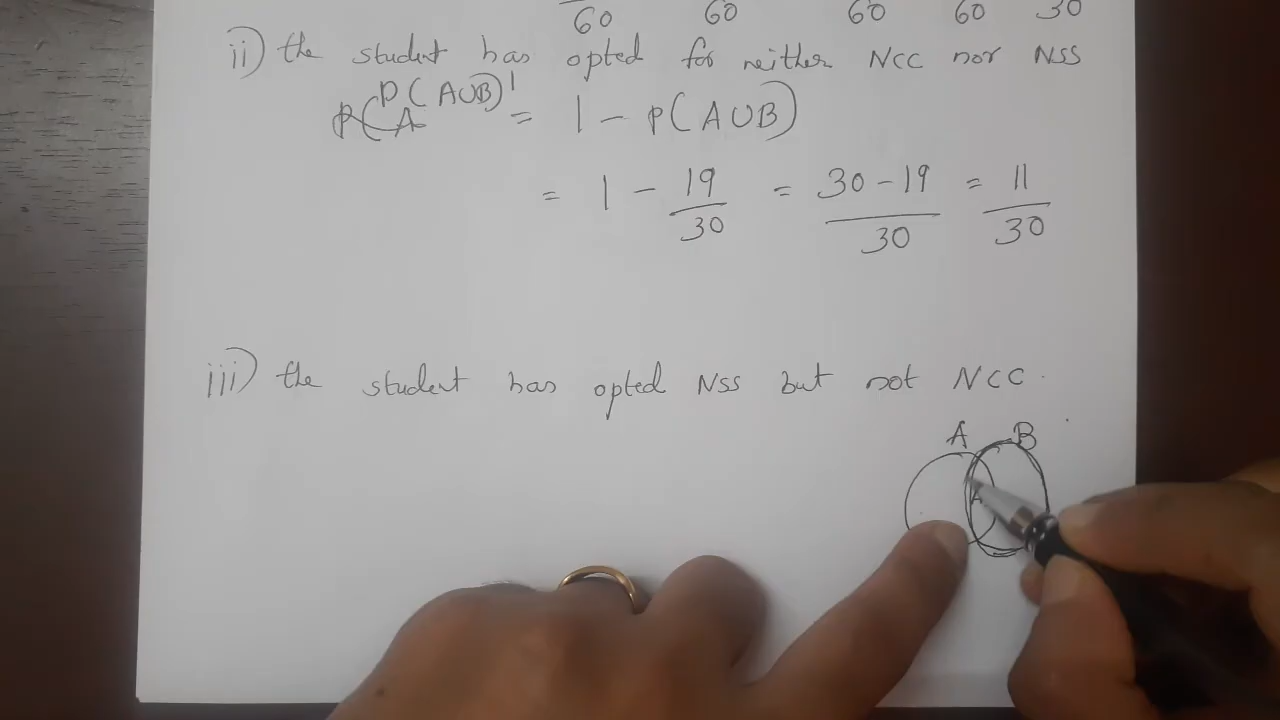 60 60 60 60 30
ii) the student has opted for neither NCC nor NSS
P(A∪B)'
P(A = 1 - P(A∪B)
= 1 - 19/30 = 30-19/30 = 11/30
iii) the student has opted NSS but not NCC.
A B